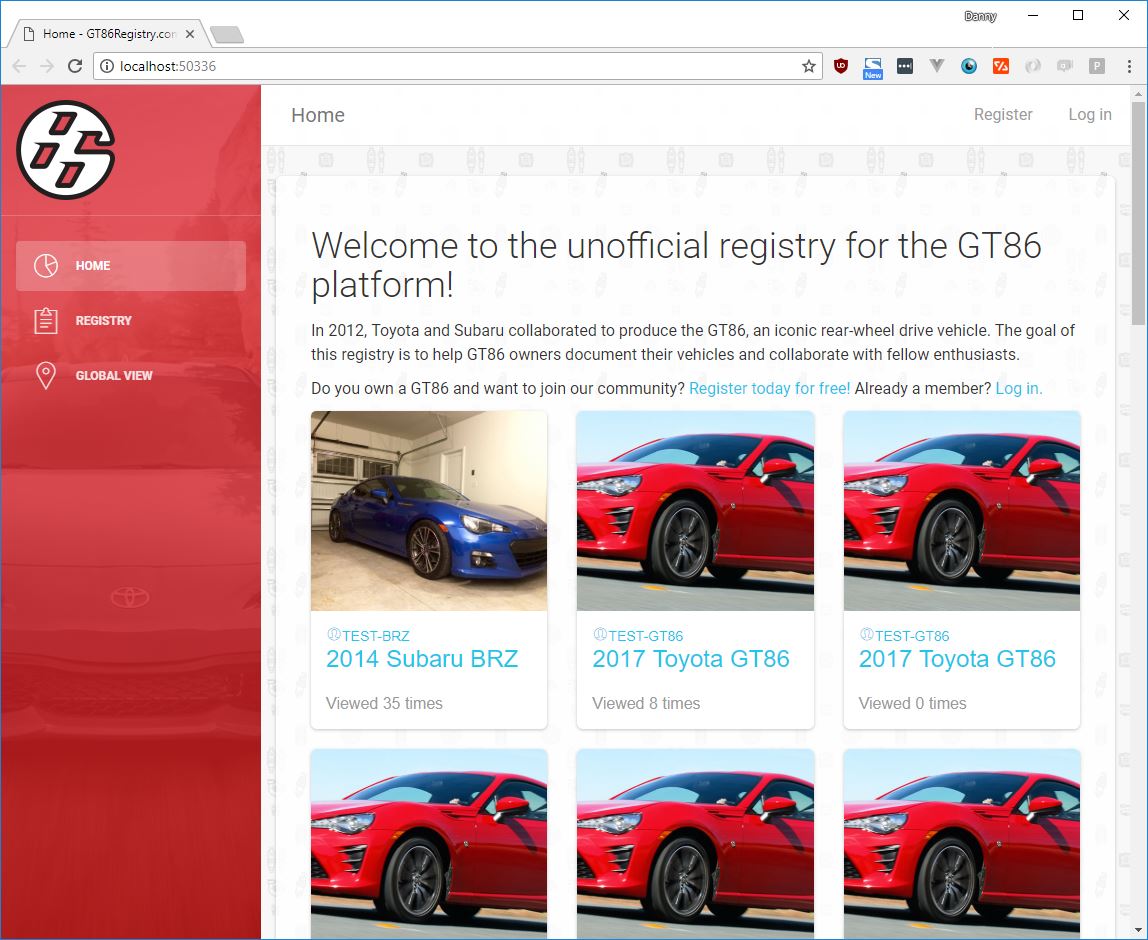 Danny
Home - GT86Registry.con
localhost:50336
New
P
86
Home
Register
Log in
HOME
REGISTRY
GLOBAL VIEW
Welcome to the unofficial registry for the GT86
platform!
In 2012, Toyota and Subaru collaborated to produce the GT86, an iconic rear-wheel drive vehicle. The goal of
this registry is to help GT86 owners document their vehicles and collaborate with fellow enthusiasts.
Do you own a GT86 and want to join our community? Register today for free! Already a member? Log in.
TEST-BRZ
2014 Subaru BRZ
Viewed 35 times
TEST-GT86
2017 Toyota GT86
Viewed 8 times
TEST-GT86
2017 Toyota GT86
Viewed 0 times